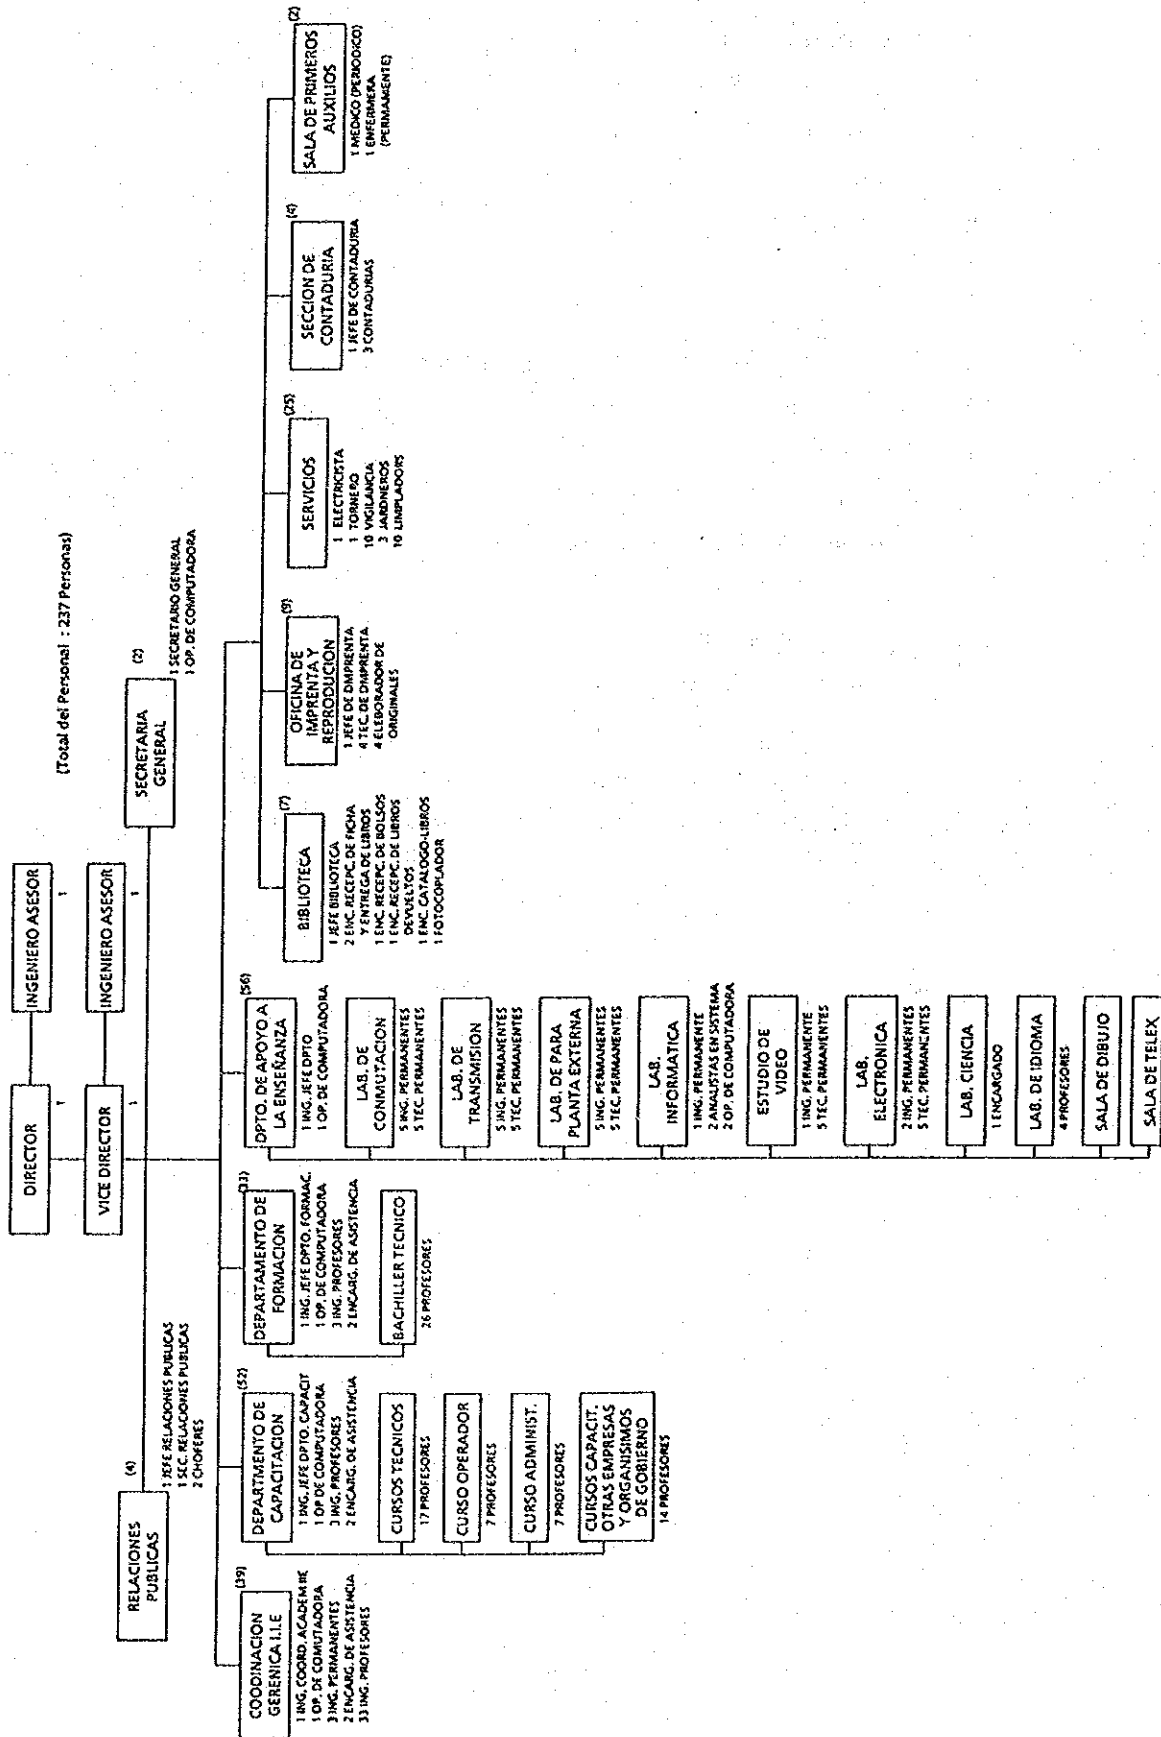 (Total del Personal : 237 Personas)
DIRECTOR
1
INGENIERO ASESOR
1
VICE DIRECTOR
1
INGENIERO ASESOR
1
RELACIONES
PUBLICAS
(4)
1 JEFE RELACIONES PUBLICAS
1 SEC. RELACIONES PUBLICAS
2 CHOFERES
SECRETARIA
GENERAL
(2)
1 SECRETARIO GENERAL
1 OP. DE COMPUTADORA
COODINACION
GERENICA I.I.E
(39)
1 ING. COORD. ACADEM IIE
1 OP. DE COMUTADORA
3 ING. PERMANENTES
2 ENCARG. DE ASISTENCIA
33 ING. PROFESORES
DEPARTMENTO DE
CAPACITACION
(52)
1 ING. JEFE DPTO. CAPACIT
1 OP DE COMPUTADORA
3 ING. PROFESORES
2 ENCARG. DE ASISTENCIA
CURSOS TECNICOS
17 PROFESORES
CURSO OPERADOR
7 PROFESORES
CURSO ADMINIST.
7 PROFESORES
CURSOS CAPACIT.
OTRAS EMPRESAS
Y ORGANISIMOS
DE GOBIERNO
14 PROFESORES
DEPARTAMENTO DE
FORMACION
(33)
1 ING. JEFE DPTO. FORMAC.
1 OP. DE COMPUTADORA
3 ING. PROFESORES
2 ENCARG. DE ASISTENCIA
BACHILLER TECNICO
26 PROFESORES
DPTO. DE APOYO A
LA ENSEÑANZA
(56)
1 ING. JEFE DPTO
1 OP. DE COMPUTADORA
LAB. DE
CONMUTACION
5 ING. PERMANENTES
5 TEC. PERMANENTES
LAB. DE
TRANSMISION
5 ING. PERMANENTES
5 TEC. PERMANENTES
LAB. DE PARA
PLANTA EXTERNA
5 ING. PERMANENTES
5 TEC. PERMANENTES
LAB.
INFORMATICA
1 ING. PERMANENTE
2 ANALISTAS EN SISTEMA
2 OP. DE COMPUTADORA
ESTUDIO DE
VIDEO
1 ING. PERMANENTE
5 TEC. PERMANENTES
LAB.
ELECTRONICA
2 ING. PERMANENTES
5 TEC. PERMANENTES
LAB. CIENCIA
1 ENCARGADO
LAB. DE IDIOMA
4 PROFESORES
SALA DE DIBUJO
SALA DE TELEX
BIBLIOTECA
(7)
1 JEFE BIBLIOTECA
2 ENC. RECEPC. DE FICHA
Y ENTREGA DE LIBROS
1 ENC. RECEPC. DE BOLSOS
1 ENC. RECEPC. DE LIBROS
DEVUELTOS
1 ENC. CATALOGO-LIBROS
1 FOTOCOPLADOR
OFICINA DE
IMPRENTA Y
REPRODUCION
(9)
1 JEFE DE DMPRENTA
4 TEC. DE DMPRENTA
4 ELEBORADOR DE
ORIGINALES
SERVICIOS
(25)
1 ELECTRICISTA
1 TORNERO
10 VIGILANCIA
3 JARDNEROS
10 LIMPLADORS
SECCION DE
CONTADURIA
(4)
1 JEFE DE CONTADURIA
3 CONTADURIAS
SALA DE PRIMEROS
AUXILIOS
(2)
1 MEDICO (PERIODICO)
1 ENFERMERA
(PERMAMENTE)